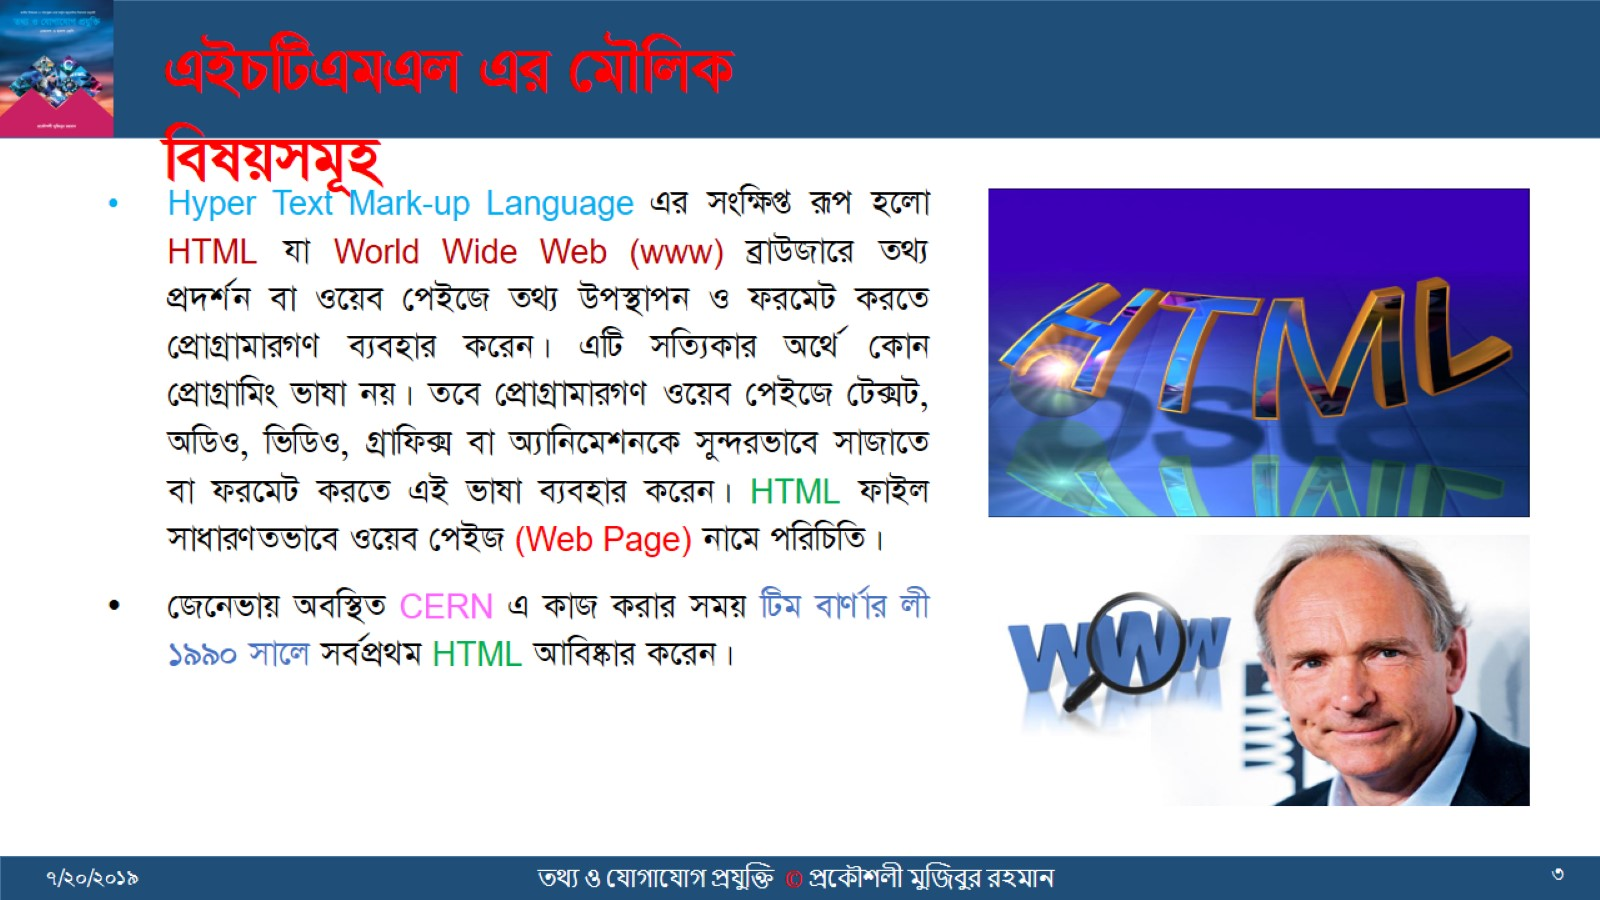 তথ্য ও যোগাযোগ প্রযুক্তি
এইচটিএমএল এর মৌলিক
বিষয়সমূহ
• Hyper Text Mark-up Language এর সংক্ষিপ্ত রূপ হলো
HTML যা World Wide Web (www) ব্রাউজারে তথ্য
প্রদর্শন বা ওয়েব পেইজে তথ্য উপস্থাপন ও ফরমেট করতে
প্রোগ্রামারগণ ব্যবহার করেন। এটি সত্যিকার অর্থে কোন
প্রোগ্রামিং ভাষা নয়। তবে প্রোগ্রামারগণ ওয়েব পেইজে টেক্সট,
অডিও, ভিডিও, গ্রাফিক্স বা অ্যানিমেশনকে সুন্দরভাবে সাজাতে
বা ফরমেট করতে এই ভাষা ব্যবহার করেন। HTML ফাইল
সাধারণতভাবে ওয়েব পেইজ (Web Page) নামে পরিচিতি।
• জেনেভায় অবস্থিত CERN এ কাজ করার সময় টিম বার্ণার লী
১৯৯০ সালে সর্বপ্রথম HTML আবিষ্কার করেন।
HTML
WWW
৭/২০/২০১৯
তথ্য ও যোগাযোগ প্রযুক্তি © প্রকৌশলী মুজিবুর রহমান
৩